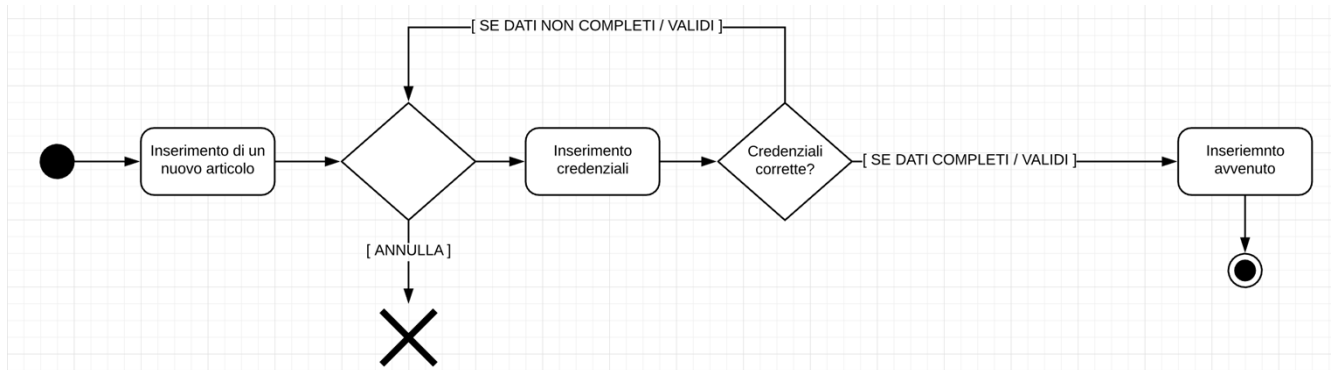 [ SE DATI NON COMPLETI / VALIDI ]
Inserimento di un
nuovo articolo
Inserimento
credenziali
Credenziali
corrette?
[ SE DATI COMPLETI / VALIDI ]
Inseriemnto
avvenuto
[ ANNULLA ]